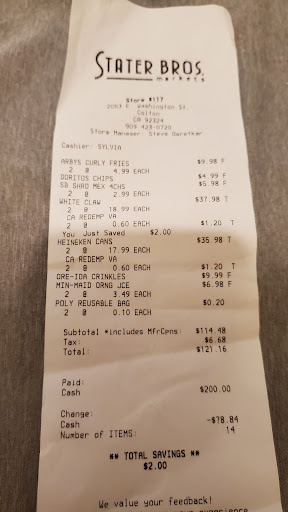 STATER BROS.
markets
Store #117
2053 E. Washington St.
Colton
CA 92324
909 423-0720
Store Manager: Steve
Cashier: SYLVIA
ARBYS CURLY FRIES $9.98 F
2 @ 4.99 EACH
DORITOS CHIPS $4.99 F
SB SHRD MEX 4CHS $5.98 F
2 @ 2.99 EACH
WHITE CLAW $37.98 T
2 @ 18.99 EACH
CA REDEMP VA
2 @ 0.60 EACH $1.20 T
You Just Saved $2.00
HEINEKEN CANS $35.98 T
2 @ 17.99 EACH
CA REDEMP VA
2 @ 0.60 EACH $1.20 T
ORE-IDA CRINKLES $9.99 F
MIN-MAID ORNG JCE $6.98 F
2 @ 3.49 EACH
POLY REUSABLE BAG $0.20
2 @ 0.10 EACH
Subtotal *includes MfrCpns: $114.48
Tax: $6.68
Total: $121.16
Paid:
Cash $200.00
Change:
Cash -$78.84
Number of ITEMS: 14
** TOTAL SAVINGS **
$2.00
We value your feedback!
experience